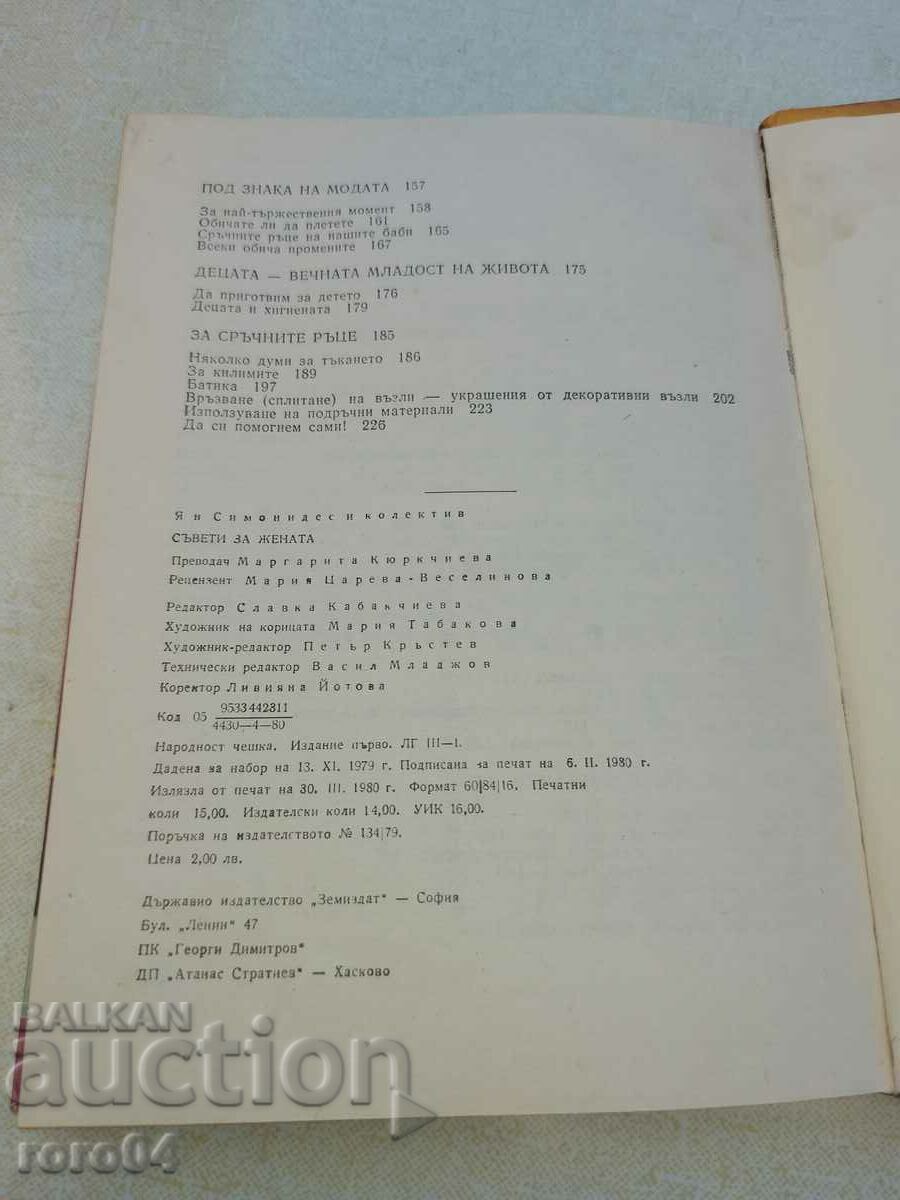 ПОД ЗНАКА НА МОДАТА 157
За най-тържествения момент 158
Обичате ли да плетете 161
Сръчните ръце на нашите баби 165
Всеки обича промените 167
ДЕЦАТА — ВЕЧНАТА МЛАДОСТ НА ЖИВОТА 175
Да приготвим за детето 176
Децата и хигиената 179
ЗА СРЪЧНИТЕ РЪЦЕ 185
Няколко думи за тъкането 186
За килимите 189
Батика 197
Връзване (сплитане) на възли — украшения от декоративни възли 202
Използуване на подръчни материали 223
Да си помогнем сами! 226
Ян Симонидес и колектив
СЪВЕТИ ЗА ЖЕНАТА
Преводач Маргарита Кюркчиева
Рецензент Мария Царева-Веселинова
Редактор Славка Кабакчиева
Художник на корицата Мария Табакова
Художник-редактор Петър Кръстев
Технически редактор Васил Младжов
Коректор Ливияна Йотова
Код 05 9533442311
4430—4—80
Народност чешка. Издание първо. ЛГ III—1.
Дадена за набор на 13. XI. 1979 г. Подписана за печат на 6. II. 1980 г.
Излязла от печат на 30. III. 1980 г. Формат 60|84|16. Печатни
коли 15,00. Издателски коли 14,00. УИК 16,00.
Поръчка на издателството № 134|79.
Цена 2,00 лв.
Държавно издателство „Земиздат" — София
Бул. „Ленин" 47
ПК „Георги Димитров"
ДП „Атанас Стратиев" — Хасково
BALKAN
auction
roro04